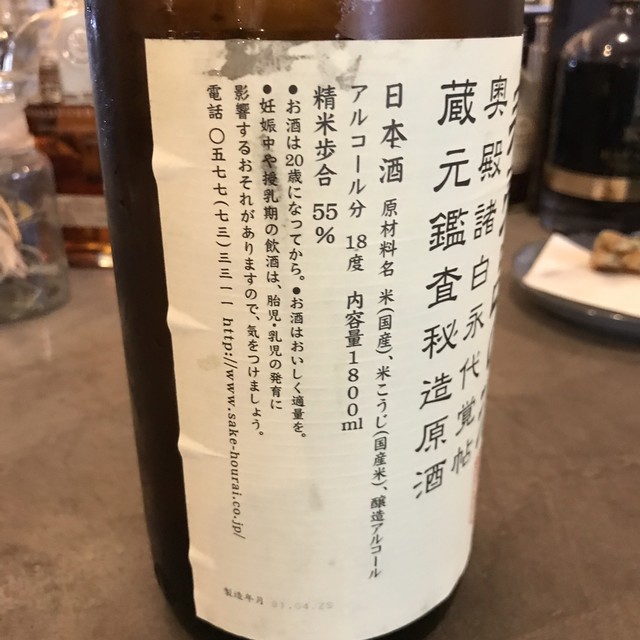 奥殿諸白永代覚帖
蔵元鑑査秘造原酒
日本酒 原材料名 米(国産)、米こうじ(国産米)、醸造アルコール
アルコール分 18度 内容量1800ml
精米歩合 55%
●お酒は20歳になってから。●お酒はおいしく適量を。
●妊娠中や授乳期の飲酒は、胎児・乳児の発育に
影響するおそれがありますので、気をつけましょう。
電話 〇五七七(七三)三三一一 http://www.sake-hourai.co.jp/
製造年月 21.04.20